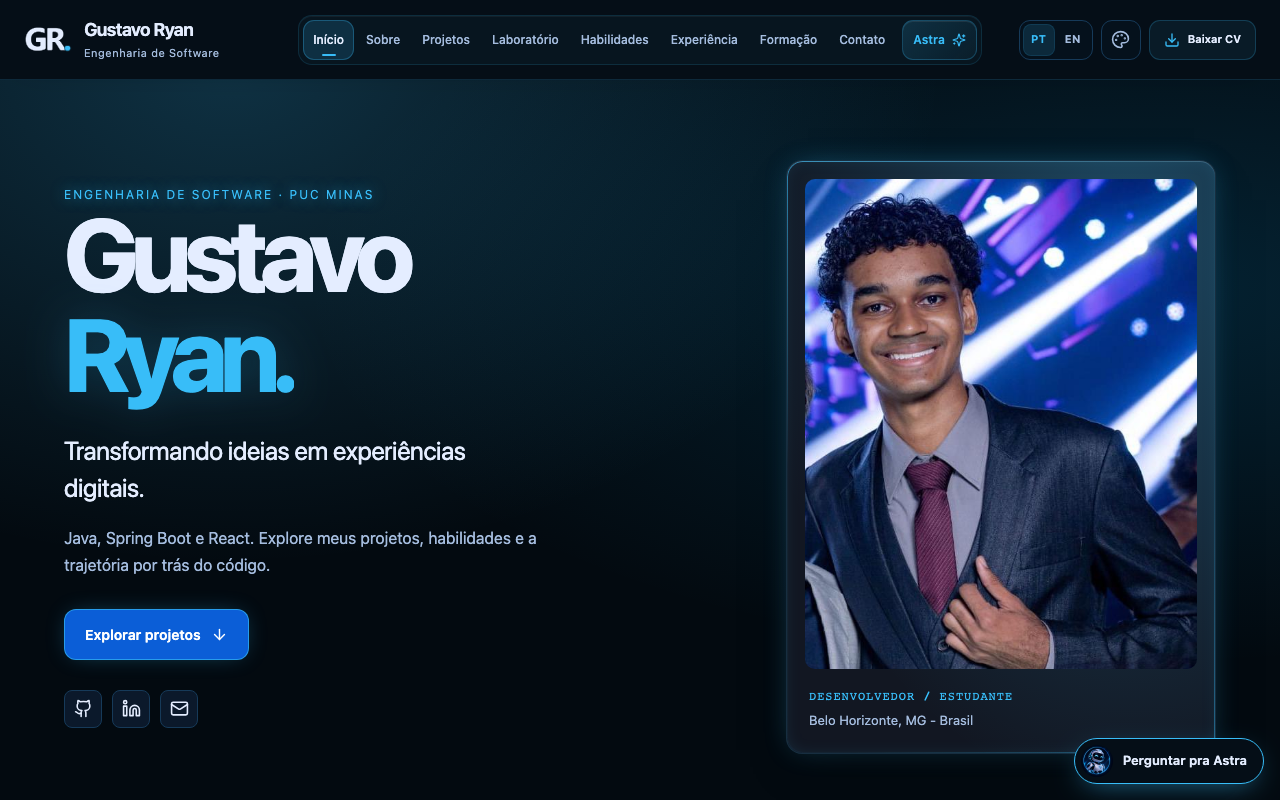 GR.
Gustavo Ryan
Engenharia de Software
Início
Sobre
Projetos
Laboratório
Habilidades
Experiência
Formação
Contato
Astra
PT
EN
Baixar CV
ENGENHARIA DE SOFTWARE · PUC MINAS
Gustavo
Ryan.
Transformando ideias em experiências
digitais.
Java, Spring Boot e React. Explore meus projetos, habilidades e a
trajetória por trás do código.
Explorar projetos
DESENVOLVEDOR / ESTUDANTE
Belo Horizonte, MG - Brasil
Perguntar pra Astra